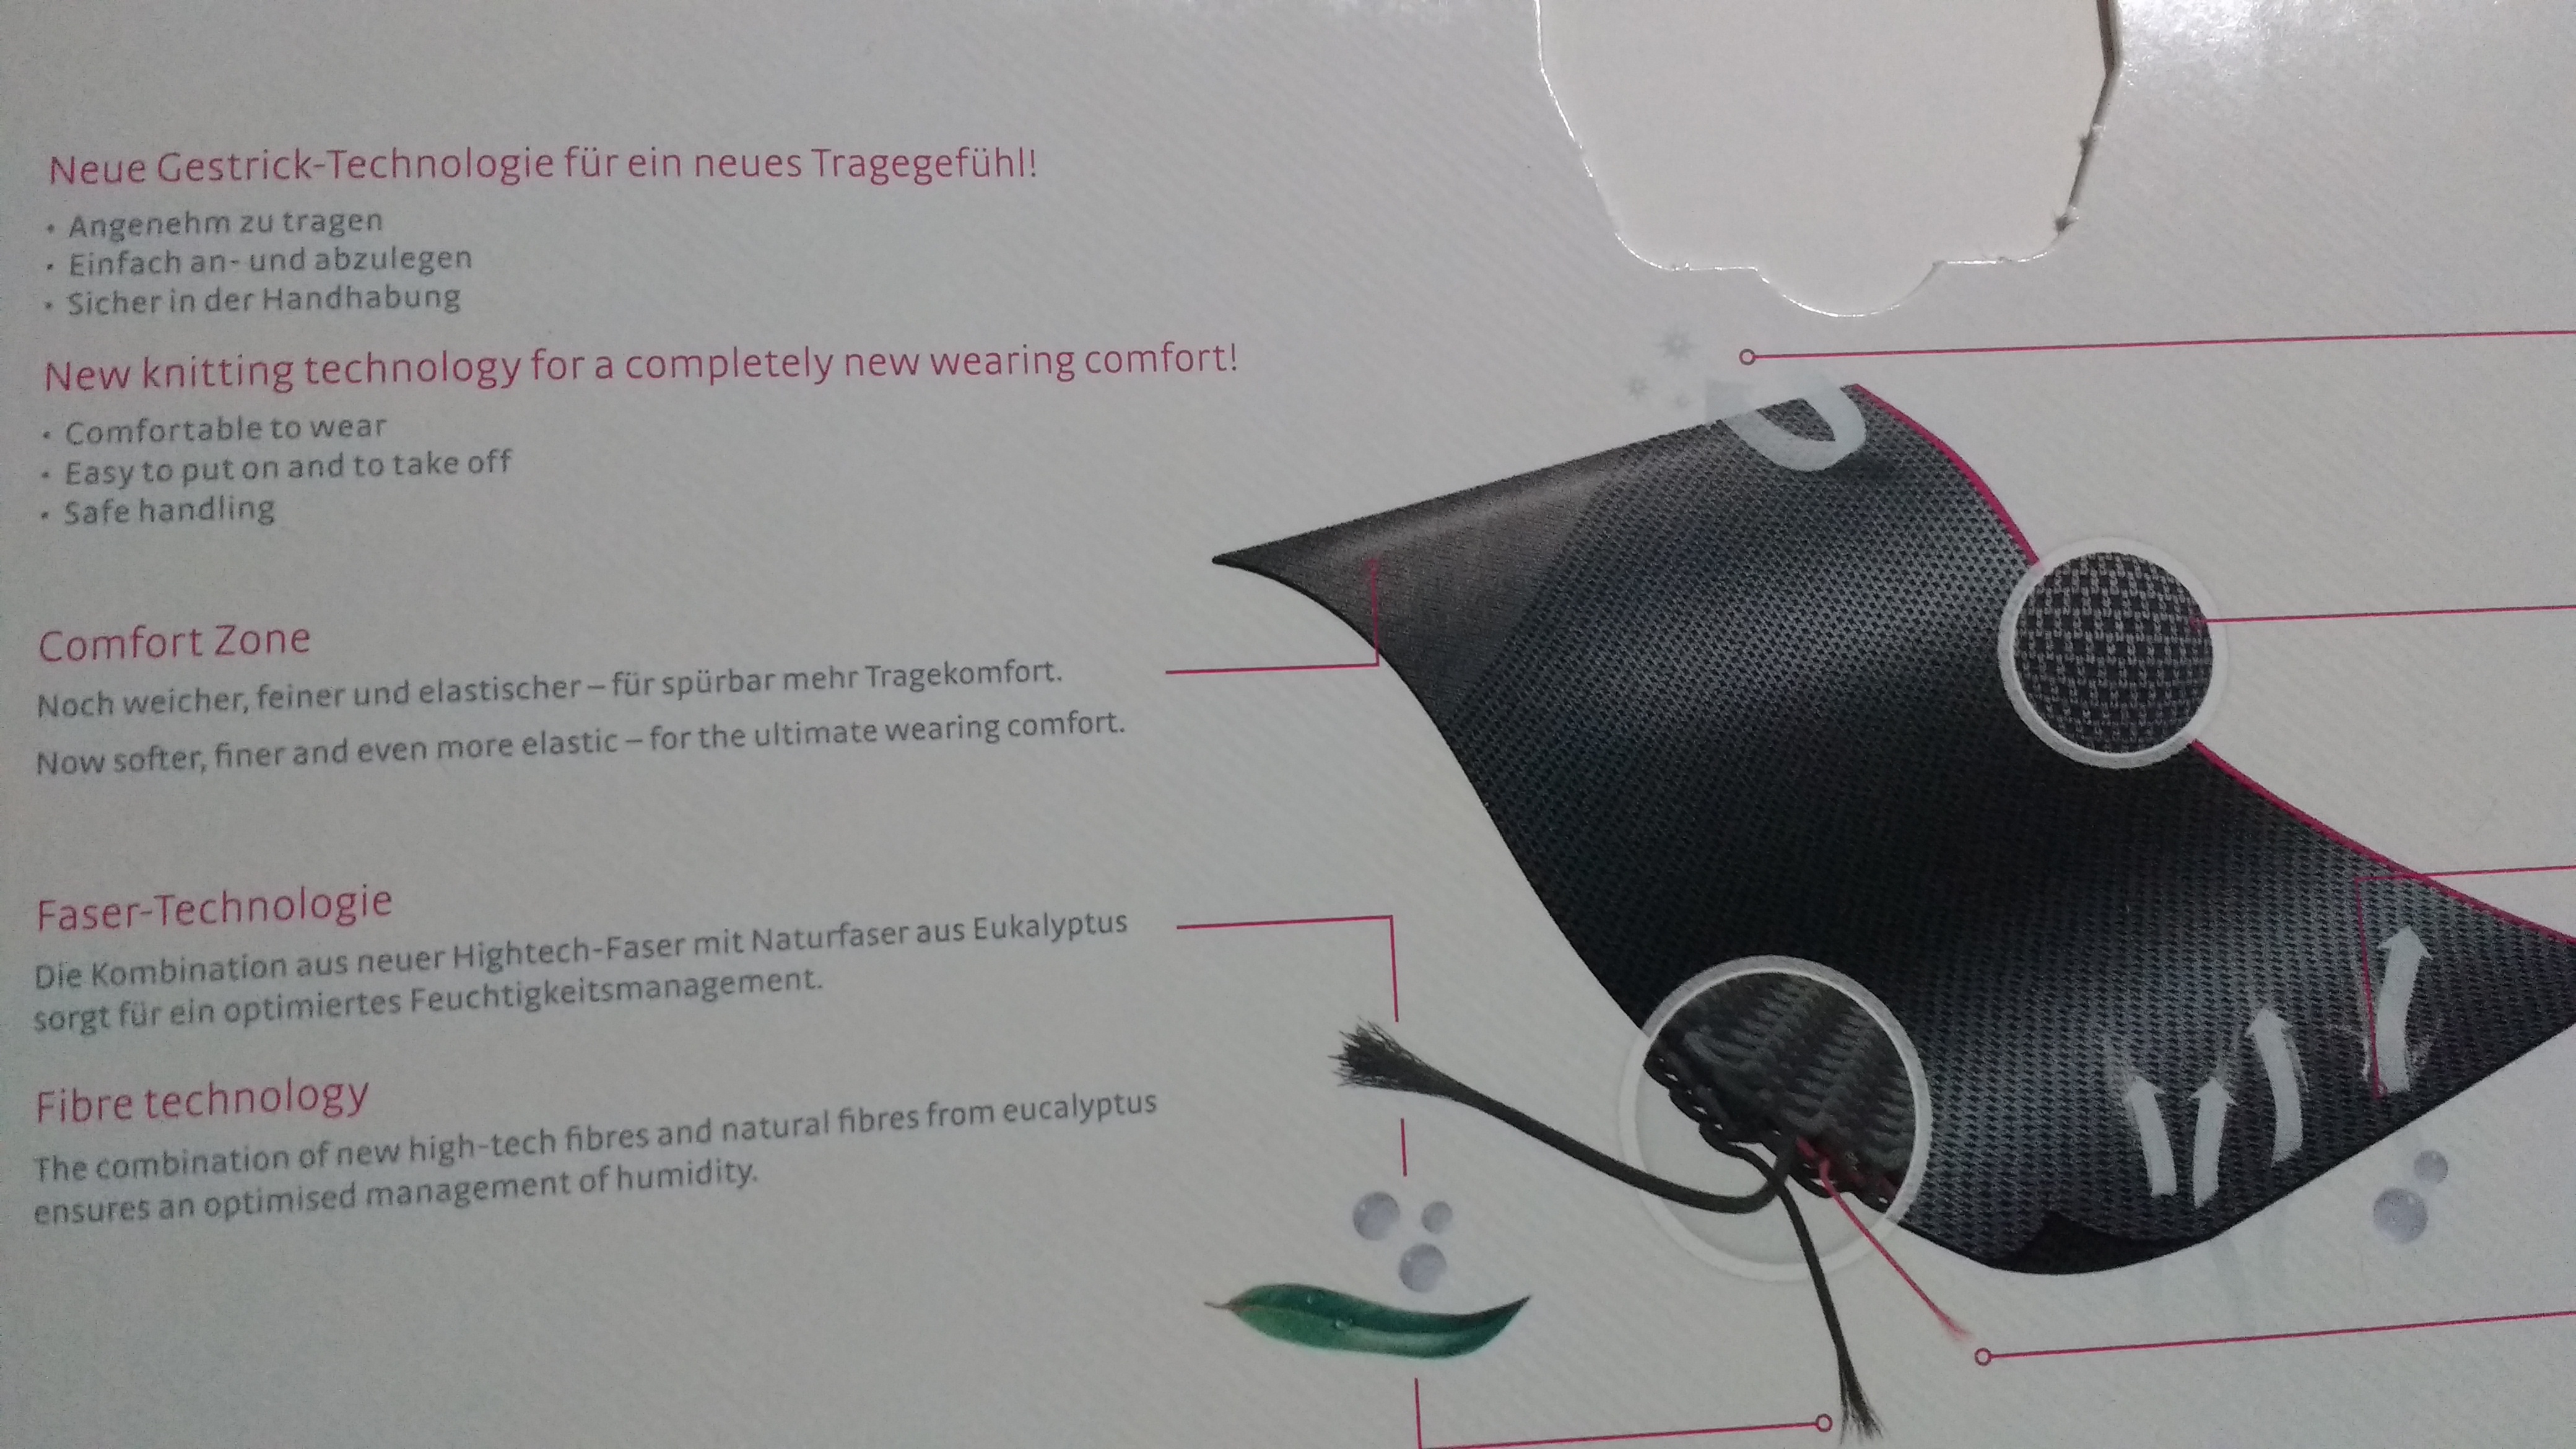 Neue Gestrick-Technologie für ein neues Tragegefühl!
• Angenehm zu tragen
• Einfach an- und abzulegen
• Sicher in der Handhabung
New knitting technology for a completely new wearing comfort!
• Comfortable to wear
• Easy to put on and to take off
• Safe handling
Comfort Zone
Noch weicher, feiner und elastischer – für spürbar mehr Tragekomfort.
Now softer, finer and even more elastic – for the ultimate wearing comfort.
Faser-Technologie
Die Kombination aus neuer Hightech-Faser mit Naturfaser aus Eukalyptus
sorgt für ein optimiertes Feuchtigkeitsmanagement.
Fibre technology
The combination of new high-tech fibres and natural fibres from eucalyptus
ensures an optimised management of humidity.